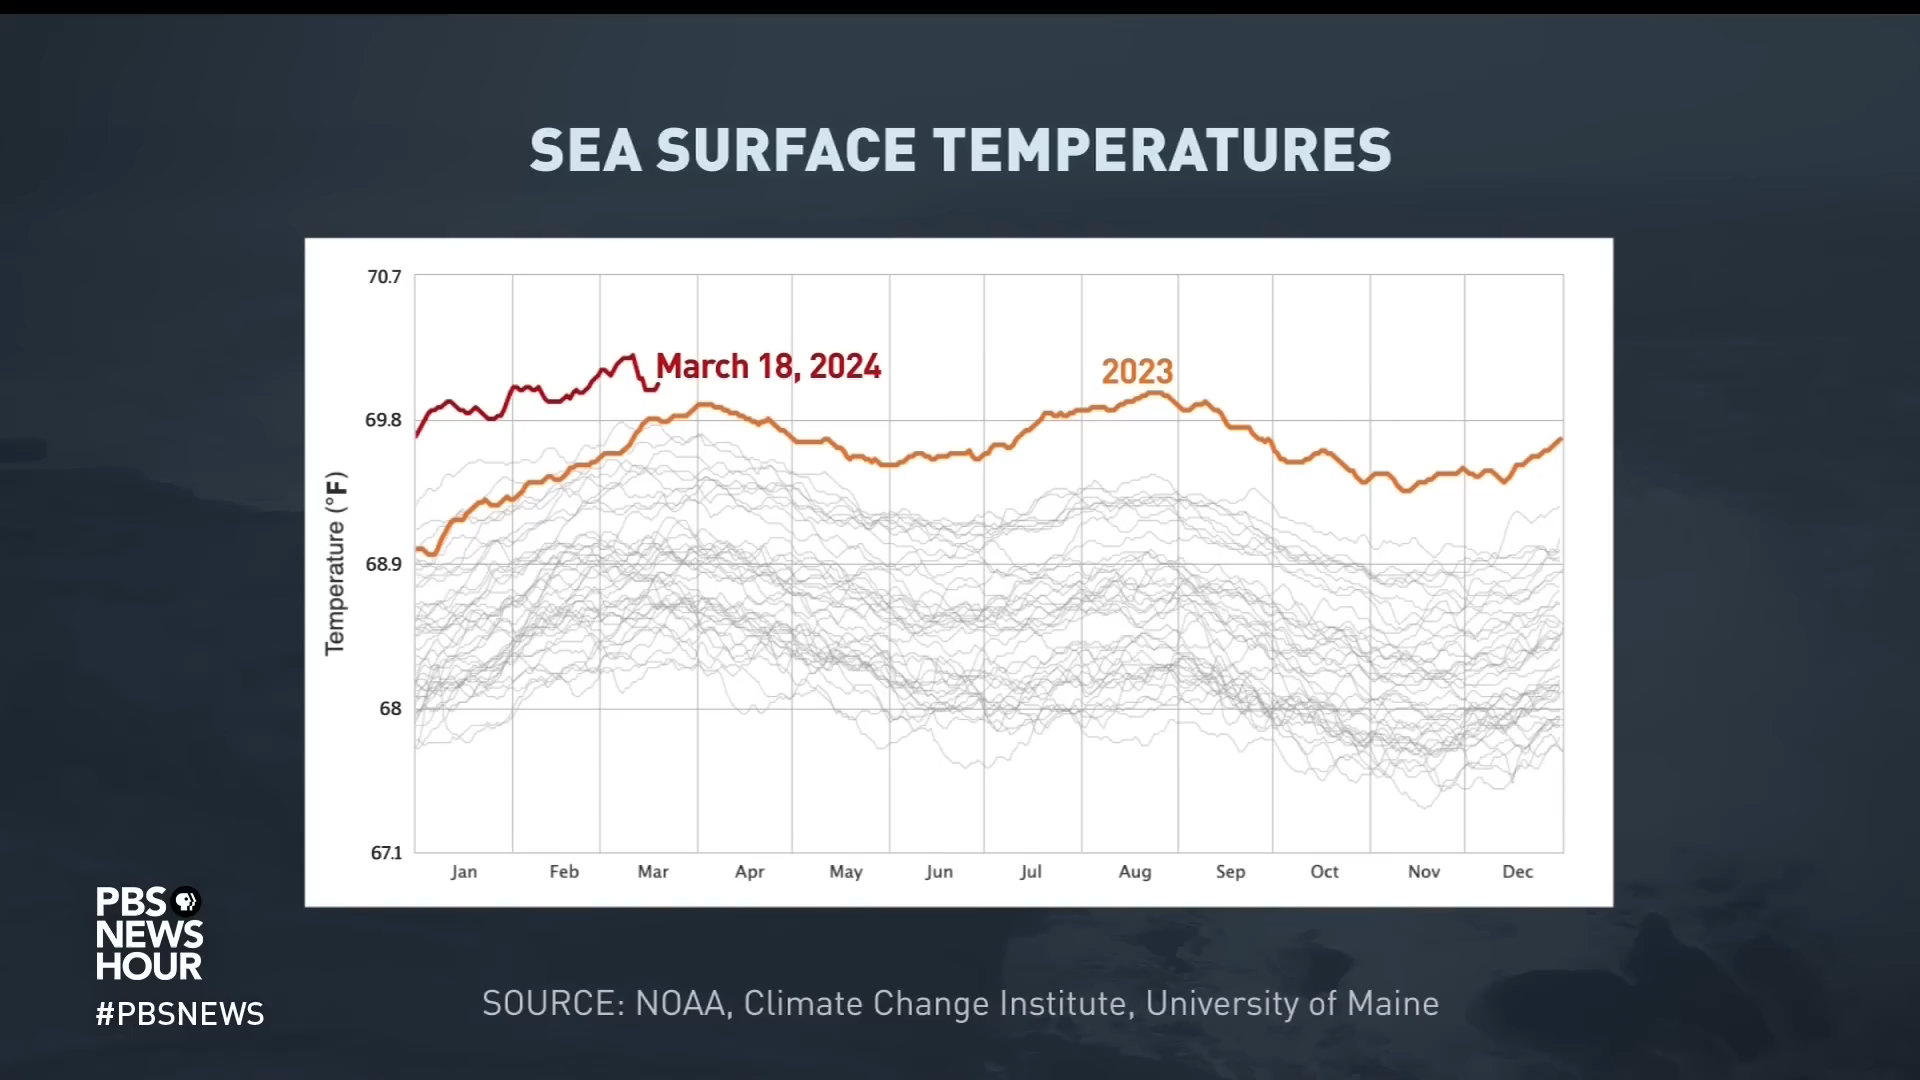 SEA SURFACE TEMPERATURES
70.7
69.8
68.9
68
67.1
Temperature (°F)
March 18, 2024
2023
Jan Feb Mar Apr May Jun Jul Aug Sep Oct Nov Dec
PBS
NEWS
HOUR
#PBSNEWS
SOURCE: NOAA, Climate Change Institute, University of Maine